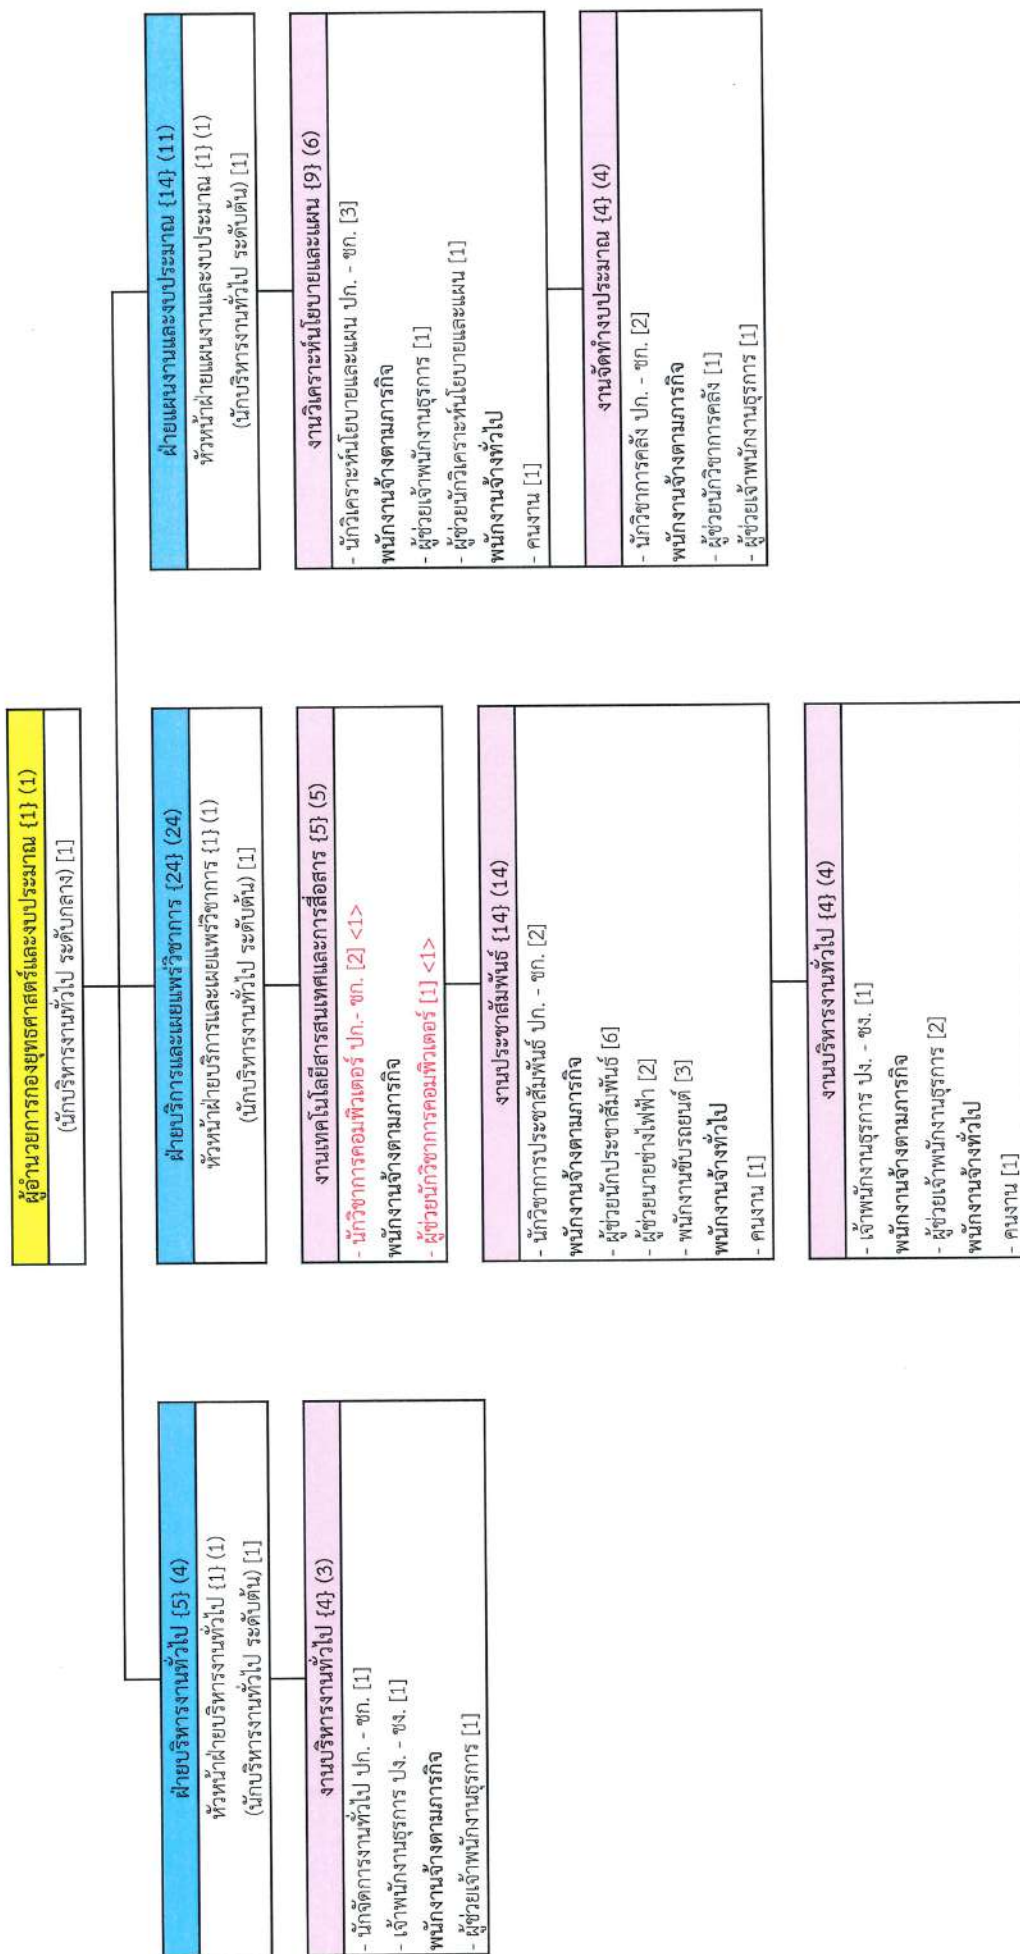 ผู้อำนวยการกองยุทธศาสตร์และงบประมาณ {1} (1)
(นักบริหารงานทั่วไป ระดับกลาง) [1]
ฝ่ายบริหารงานทั่วไป {5} (4)
หัวหน้าฝ่ายบริหารงานทั่วไป {1} (1)
(นักบริหารงานทั่วไป ระดับต้น) [1]
งานบริหารงานทั่วไป {4} (3)
- นักจัดการงานทั่วไป ปก. - ชก. [1]
- เจ้าพนักงานธุรการ ปง. - ชง. [1]
พนักงานจ้างตามภารกิจ
- ผู้ช่วยเจ้าพนักงานธุรการ [1]
ฝ่ายบริการและเผยแพร่วิชาการ {24} (24)
หัวหน้าฝ่ายบริการและเผยแพร่วิชาการ {1} (1)
(นักบริหารงานทั่วไป ระดับต้น) [1]
งานเทคโนโลยีสารสนเทศและการสื่อสาร {5} (5)
- นักวิชาการคอมพิวเตอร์ ปก.- ชก. [2] <1>
พนักงานจ้างตามภารกิจ
- ผู้ช่วยนักวิชาการคอมพิวเตอร์ [1] <1>
งานประชาสัมพันธ์ {14} (14)
- นักวิชาการประชาสัมพันธ์ ปก. - ชก. [2]
พนักงานจ้างตามภารกิจ
- ผู้ช่วยนักประชาสัมพันธ์ [6]
- ผู้ช่วยนายช่างไฟฟ้า [2]
- พนักงานขับรถยนต์ [3]
พนักงานจ้างทั่วไป
- คนงาน [1]
งานบริหารงานทั่วไป {4} (4)
- เจ้าพนักงานธุรการ ปง. - ชง. [1]
พนักงานจ้างตามภารกิจ
- ผู้ช่วยเจ้าพนักงานธุรการ [2]
พนักงานจ้างทั่วไป
- คนงาน [1]
ฝ่ายแผนงานและงบประมาณ {14} (11)
หัวหน้าฝ่ายแผนงานและงบประมาณ {1} (1)
(นักบริหารงานทั่วไป ระดับต้น) [1]
งานวิเคราะห์นโยบายและแผน {9} (6)
- นักวิเคราะห์นโยบายและแผน ปก. - ชก. [3]
พนักงานจ้างตามภารกิจ
- ผู้ช่วยเจ้าพนักงานธุรการ [1]
- ผู้ช่วยนักวิเคราะห์นโยบายและแผน [1]
พนักงานจ้างทั่วไป
- คนงาน [1]
งานจัดทำงบประมาณ {4} (4)
- นักวิชาการคลัง ปก. - ชก. [2]
พนักงานจ้างตามภารกิจ
- ผู้ช่วยนักวิชาการคลัง [1]
- ผู้ช่วยเจ้าพนักงานธุรการ [1]